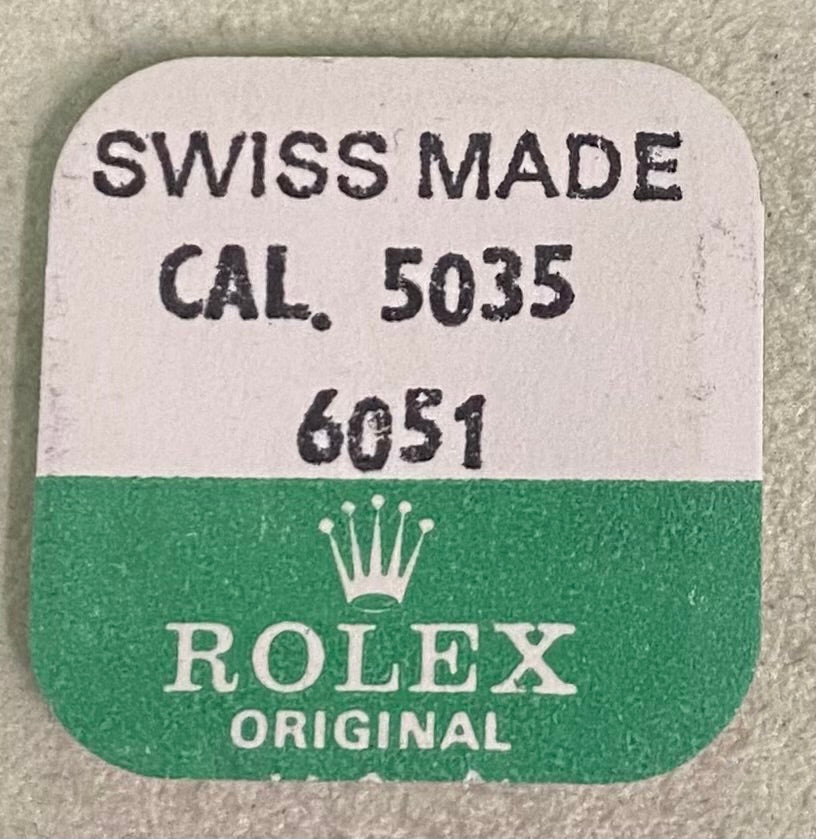 SWISS MADE
CAL. 5035
6051
ROLEX
ORIGINAL